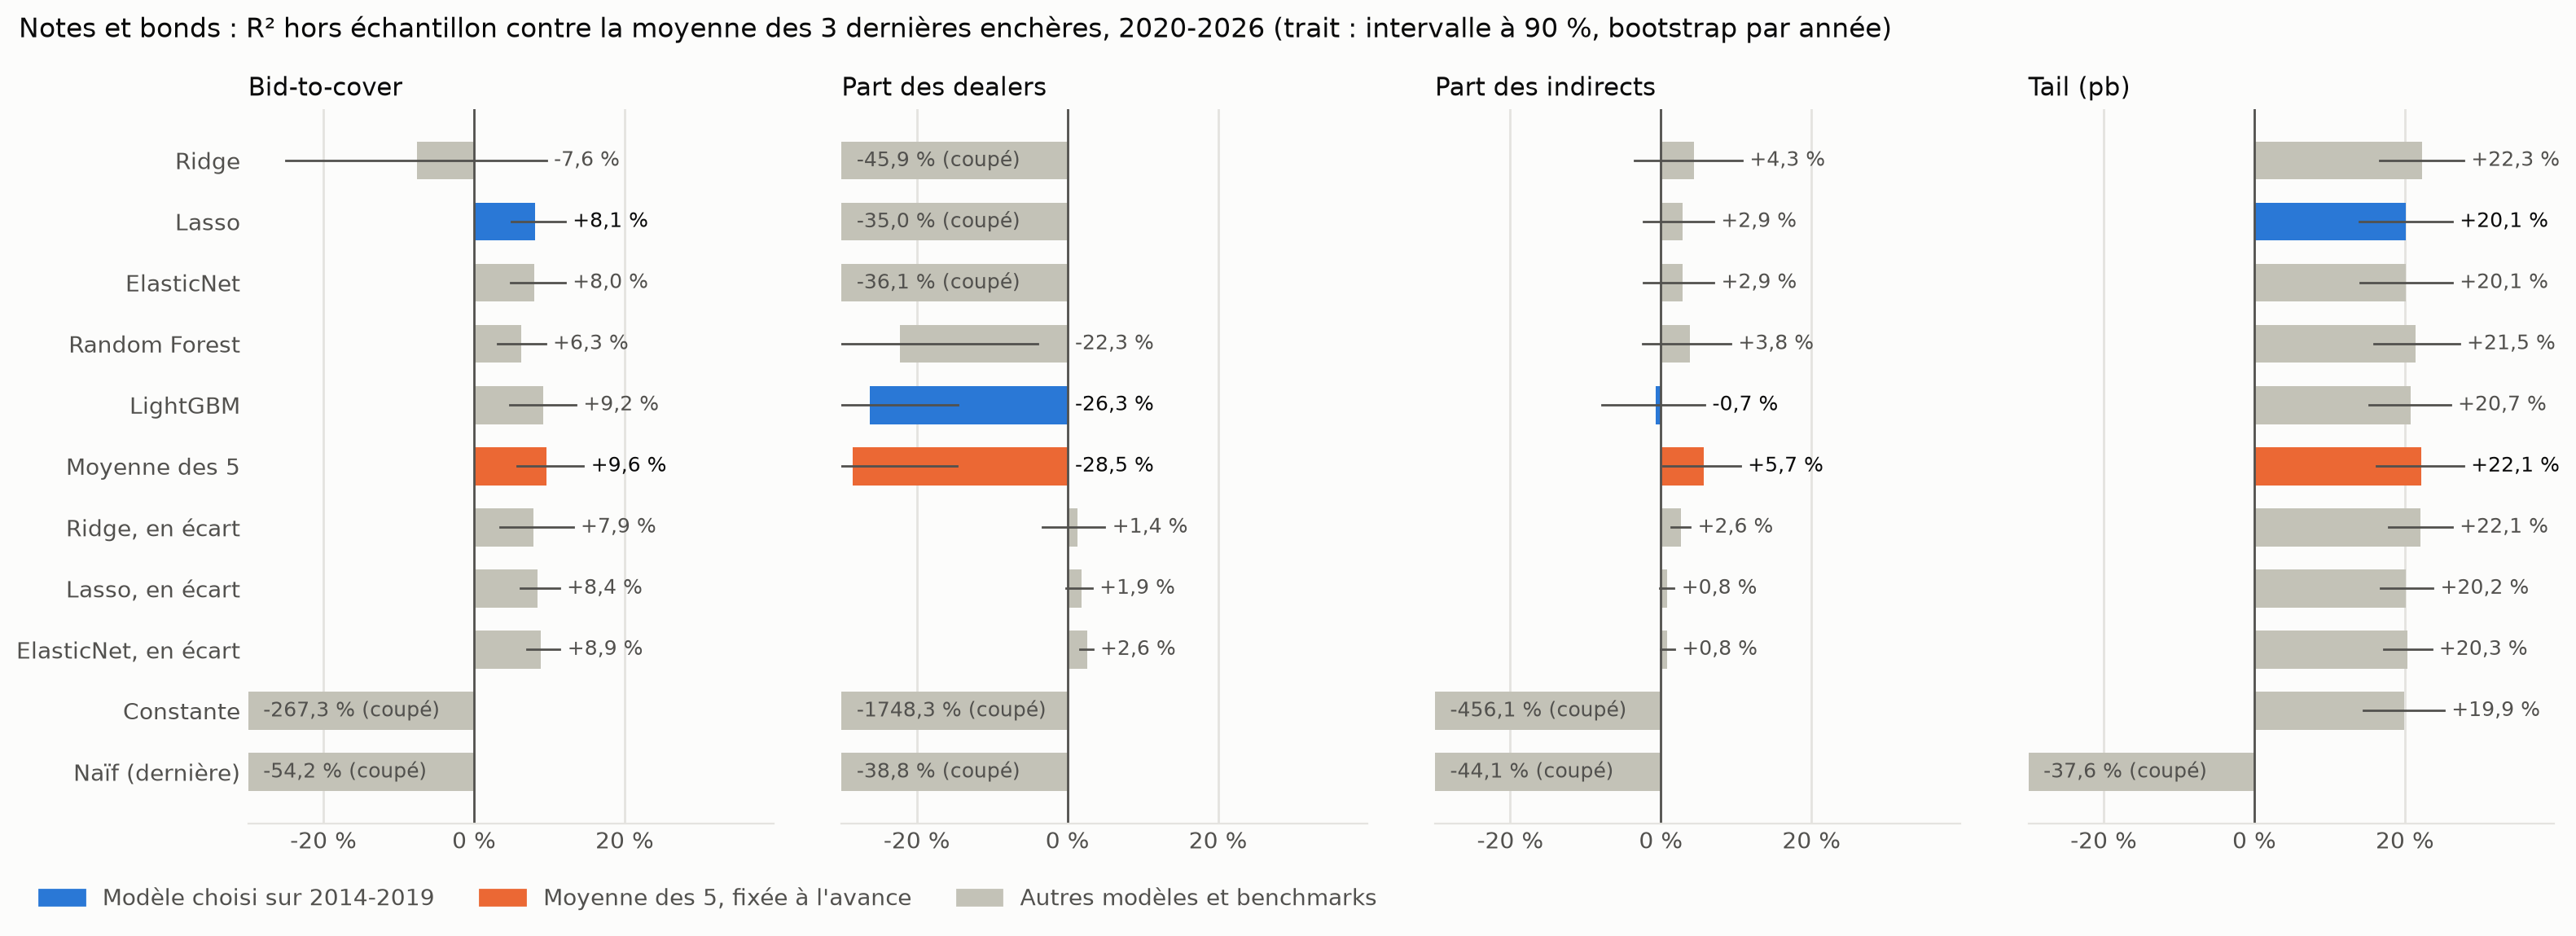 Notes et bonds : R² hors échantillon contre la moyenne des 3 dernières enchères, 2020-2026 (trait : intervalle à 90 %, bootstrap par année)
Bid-to-cover Part des dealers Part des indirects Tail (pb)
Ridge -7,6 % -45,9 % (coupé) +4,3 % +22,3 %
Lasso +8,1 % -35,0 % (coupé) +2,9 % +20,1 %
ElasticNet +8,0 % -36,1 % (coupé) +2,9 % +20,1 %
Random Forest +6,3 % -22,3 % +3,8 % +21,5 %
LightGBM +9,2 % -26,3 % -0,7 % +20,7 %
Moyenne des 5 +9,6 % -28,5 % +5,7 % +22,1 %
Ridge, en écart +7,9 % +1,4 % +2,6 % +22,1 %
Lasso, en écart +8,4 % +1,9 % +0,8 % +20,2 %
ElasticNet, en écart +8,9 % +2,6 % +0,8 % +20,3 %
Constante -267,3 % (coupé) -1748,3 % (coupé) -456,1 % (coupé) +19,9 %
Naïf (dernière) -54,2 % (coupé) -38,8 % (coupé) -44,1 % (coupé) -37,6 % (coupé)
-20 % 0 % 20 % -20 % 0 % 20 % -20 % 0 % 20 % -20 % 0 % 20 %
Modèle choisi sur 2014-2019 Moyenne des 5, fixée à l'avance Autres modèles et benchmarks